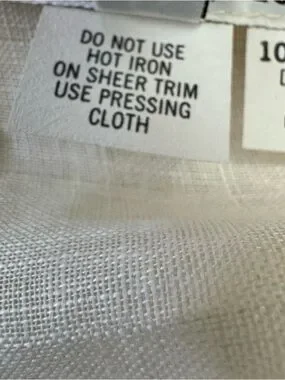 DO NOT USE
HOT IRON
ON SHEER TRIM
USE PRESSING
CLOTH
10